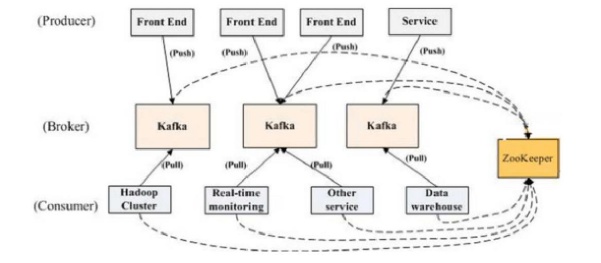 (Producer)
Front End
Front End
Front End
Service
(Push)
(Push)
(Push)
(Push)
(Broker)
Kafka
Kafka
Kafka
ZooKeeper
(Pull)
(Pull)
(Pull)
(Pull)
(Consumer)
Hadoop
Cluster
Real-time
monitoring
Other
service
Data
warehouse